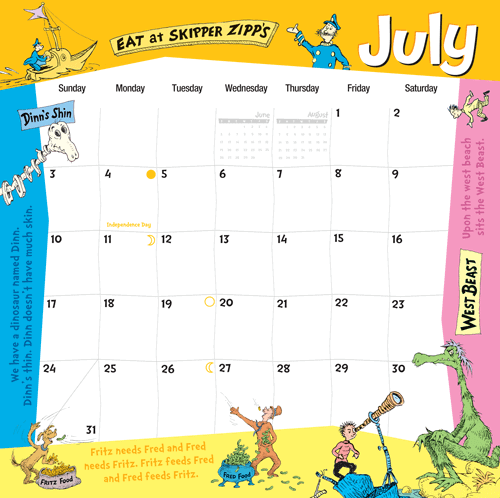 EAT at SKIPPER ZIPP'S
July
Sunday Monday Tuesday Wednesday Thursday Friday Saturday
Dinn's Shin
June August
1 2
3 4 5 6 7 8 9
Independence Day
10 11 12 13 14 15 16
17 18 19 20 21 22 23
24 25 26 27 28 29 30
31
We have a dinosaur named Dinn.
Dinn's thin. Dinn doesn't have much skin.
Upon the west beach
sits the West Beast.
WEST BEAST
FRITZ FOOD
FRED FOOD
Fritz needs Fred and Fred
needs Fritz. Fritz feeds Fred
and Fred feeds Fritz.